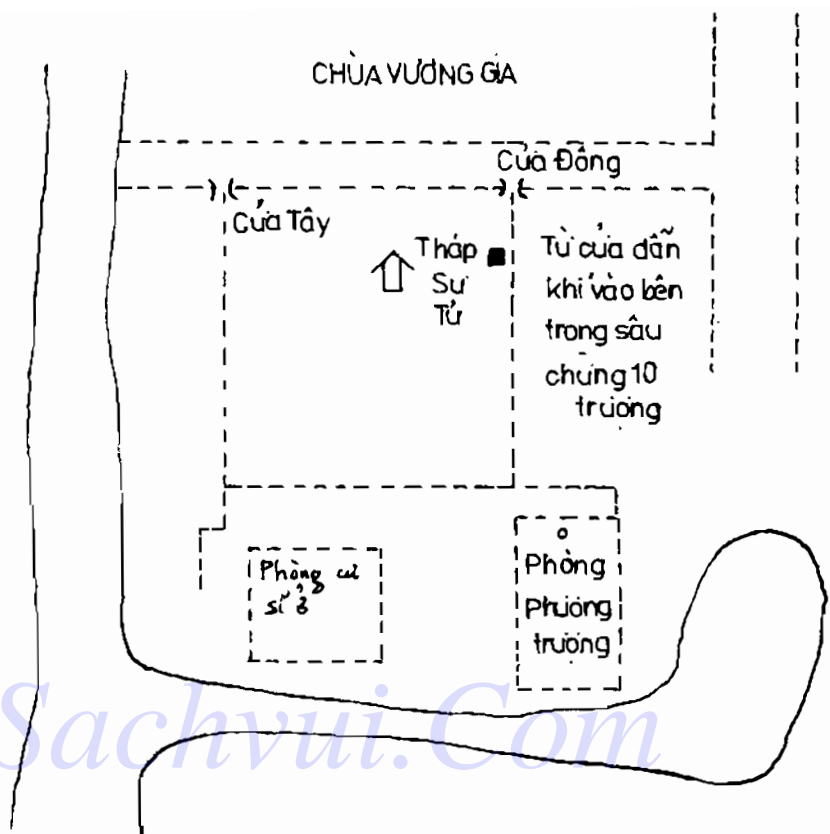 CHÙA VƯƠNG GIA
Cửa Đông
Cửa Tây
Tháp
Sư
Tử
Từ cửa dẫn
khi vào bên
trong sâu
chừng 10
trượng
Phòng cư
sĩ ở
Phòng
Phương
trượng
Sachvui.Com